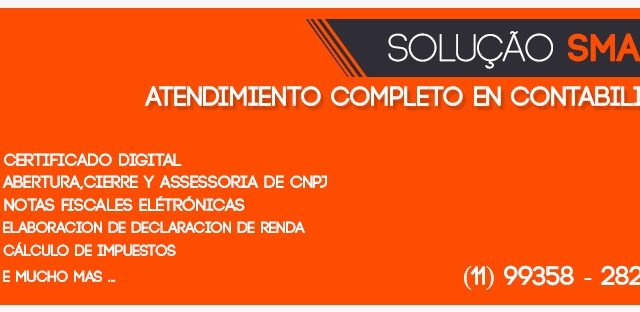 SOLUÇÃO SMA
ATENDIMIENTO COMPLETO EN CONTABILI
CERTIFICADO DIGITAL
ABERTURA,CIERRE Y ASSESSORIA DE CNPJ
NOTAS FISCALES ELÉTRÓNICAS
ELABORACION DE DECLARACION DE RENDA
CÁLCULO DE IMPUESTOS
E MUCHO MAS ...
(11) 99358 - 282